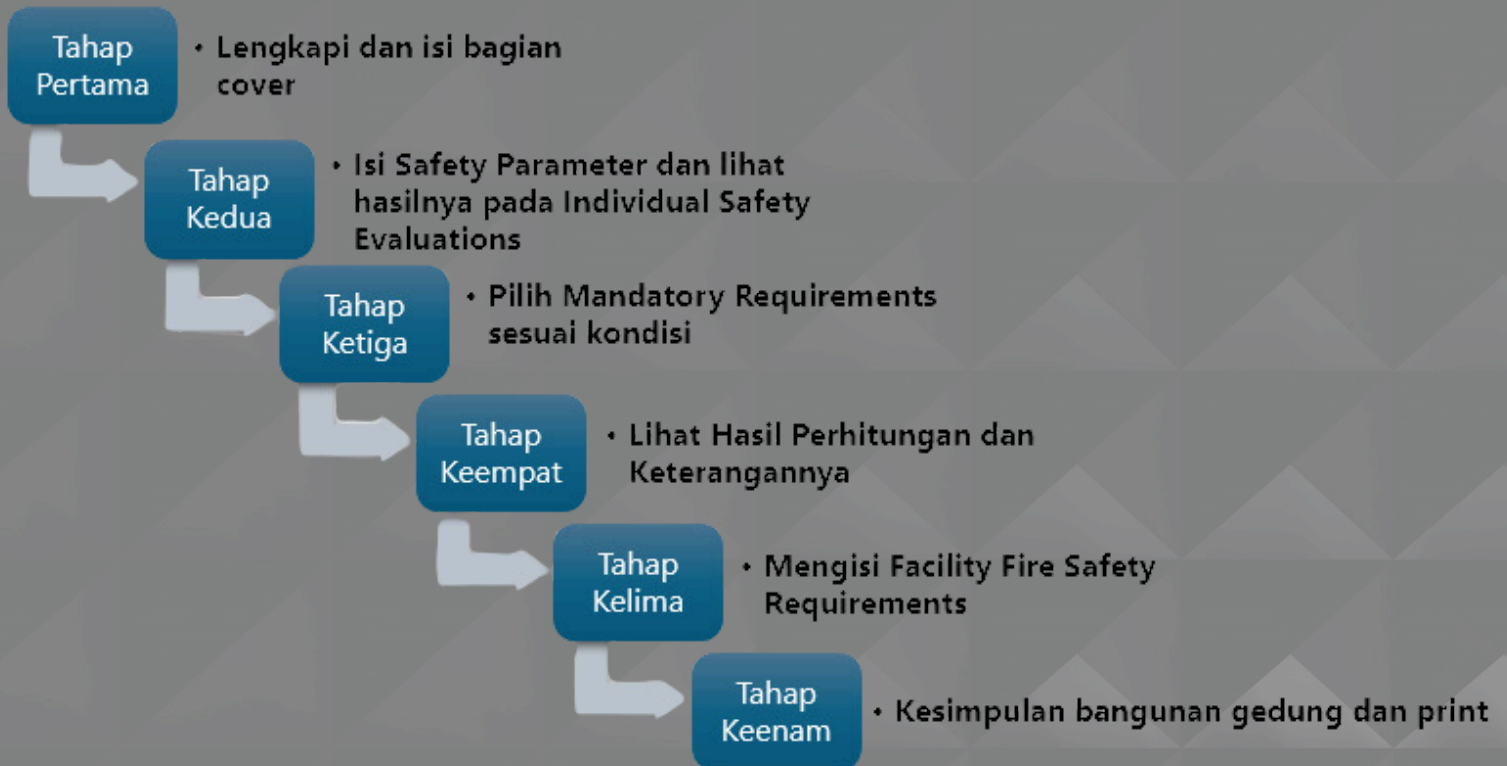 Tahap
Pertama
• Lengkapi dan isi bagian
cover
Tahap
Kedua
• Isi Safety Parameter dan lihat
hasilnya pada Individual Safety
Evaluations
Tahap
Ketiga
• Pilih Mandatory Requirements
sesuai kondisi
Tahap
Keempat
• Lihat Hasil Perhitungan dan
Keterangannya
Tahap
Kelima
• Mengisi Facility Fire Safety
Requirements
Tahap
Keenam
• Kesimpulan bangunan gedung dan print